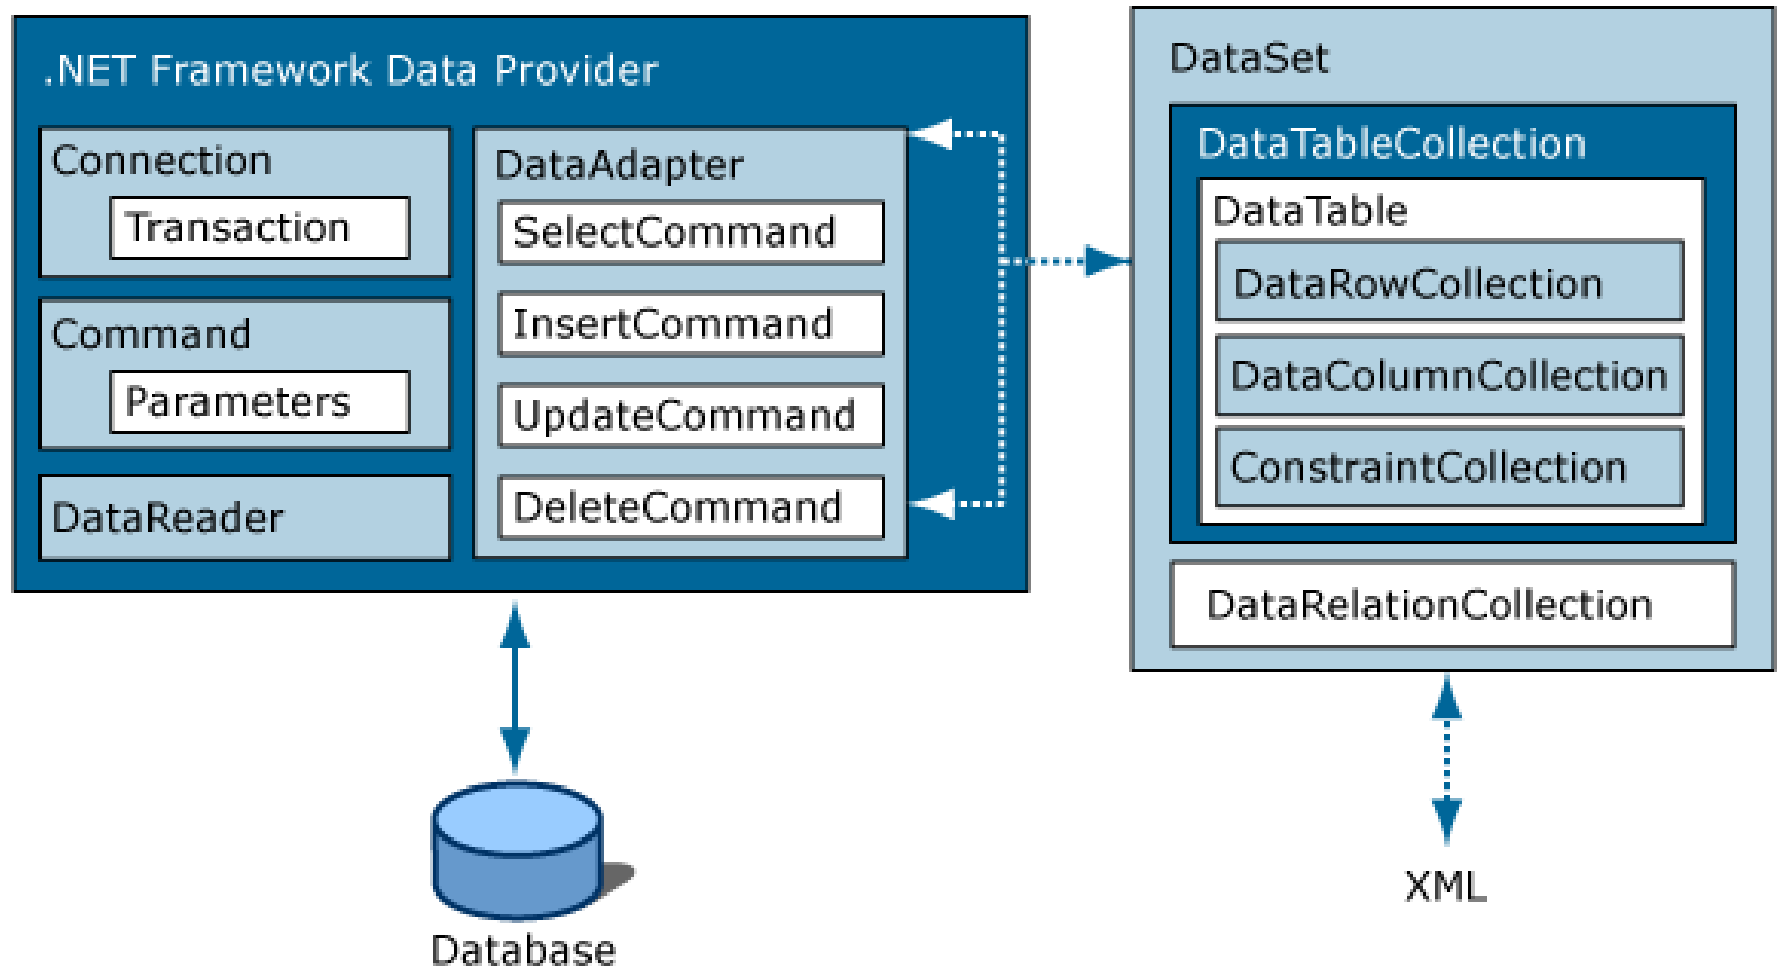 .NET Framework Data Provider
Connection
Transaction
Command
Parameters
DataReader
DataAdapter
SelectCommand
InsertCommand
UpdateCommand
DeleteCommand
Database
DataSet
DataTableCollection
DataTable
DataRowCollection
DataColumnCollection
ConstraintCollection
DataRelationCollection
XML